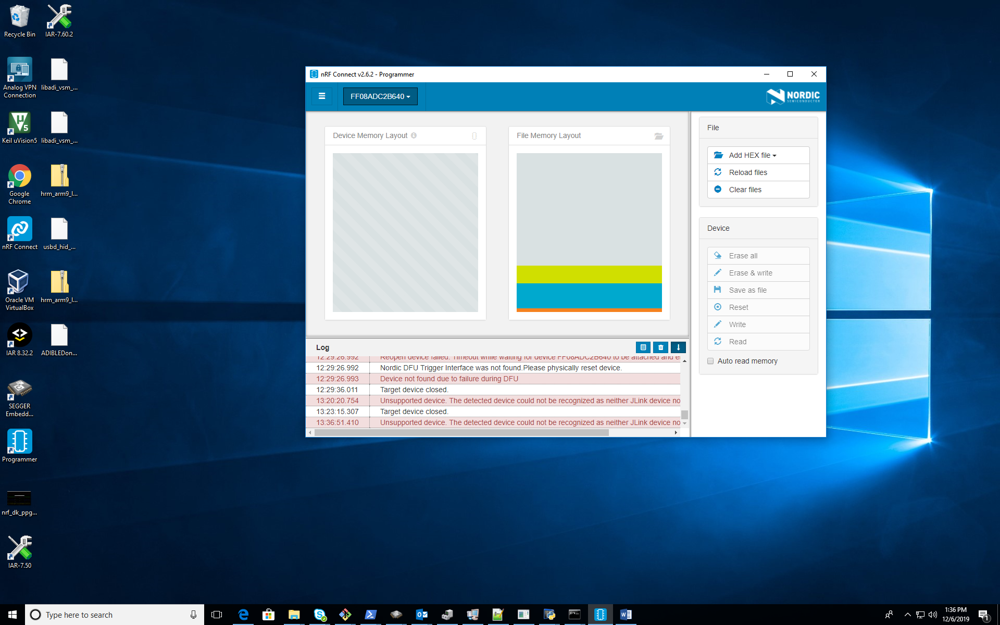 Recycle Bin
IAR-7.60.2
Analog VPN
Connection
libadi_vsm_...
Keil uVision5
libadi_vsm_...
Google
Chrome
hrm_arm9_l...
nRF Connect
usbd_hid_...
Oracle VM
VirtualBox
hrm_arm9_l...
IAR 8.32.2
ADIBLEDon...
SEGGER
Embedd...
Programmer
nrf_dk_ppg...
IAR-7.50
nRF Connect v2.6.2 - Programmer
FF08ADC2B640
NORDIC
SEMICONDUCTOR
Device Memory Layout
File Memory Layout
File
Add HEX file
Reload files
Clear files
Device
Erase all
Erase & write
Save as file
Reset
Write
Read
Auto read memory
Log
12:29:26.992 Reopen device failed. Timeout while waiting for device FF08ADC2B640 to be attached and e
12:29:26.992 Nordic DFU Trigger Interface was not found.Please physically reset device.
12:29:26.993 Device not found due to failure during DFU
12:29:36.011 Target device closed.
13:20:20.754 Unsupported device. The detected device could not be recognized as neither JLink device no
13:23:15.307 Target device closed.
13:36:51.410 Unsupported device. The detected device could not be recognized as neither JLink device no
Type here to search
1:36 PM
12/6/2019
1